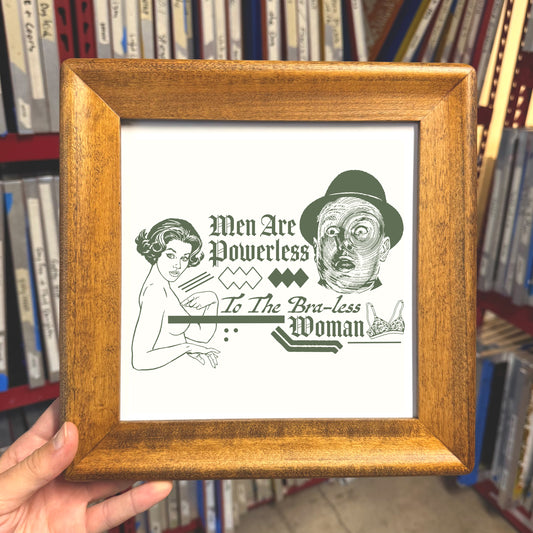 Men Are
Powerless
To The Bra-less
Woman